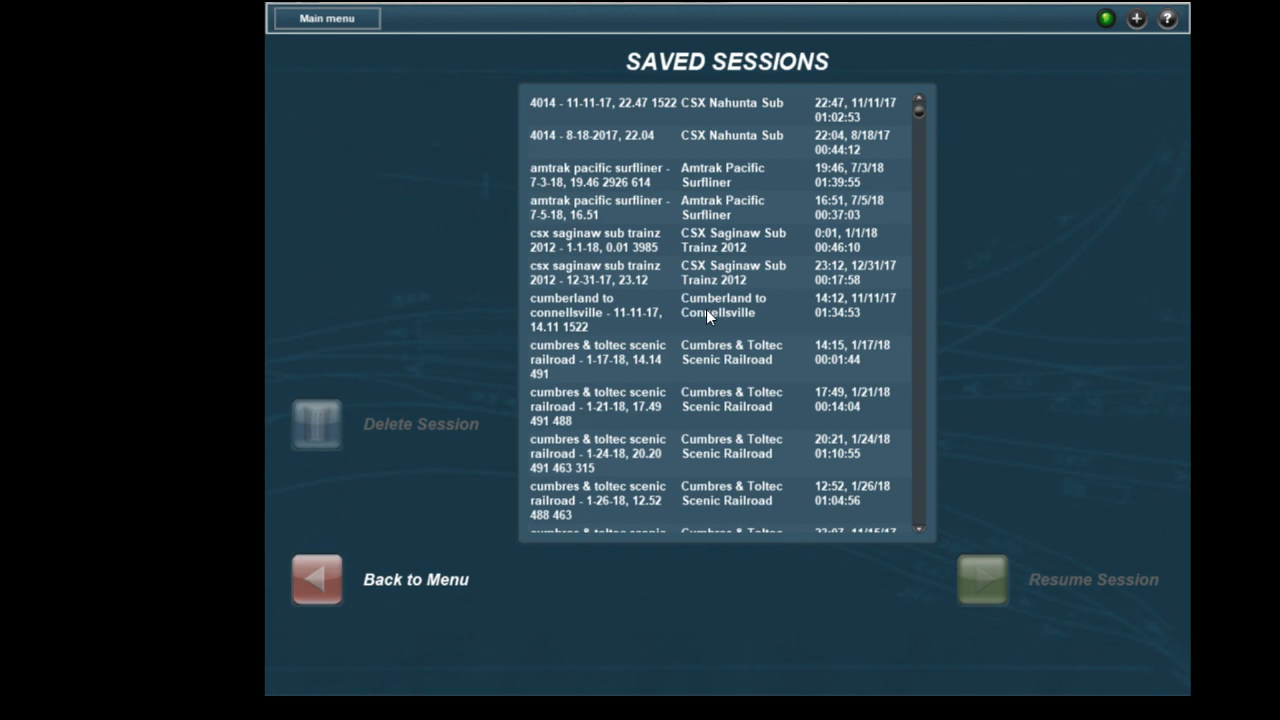 Main menu
?
SAVED SESSIONS
4014 - 11-11-17, 22.47 1522 CSX Nahunta Sub 22:47, 11/11/17
01:02:53
4014 - 8-18-2017, 22.04 CSX Nahunta Sub 22:04, 8/18/17
00:44:12
amtrak pacific surfliner - Amtrak Pacific 19:46, 7/3/18
7-3-18, 19.46 2926 614 Surfliner 01:39:55
amtrak pacific surfliner - Amtrak Pacific 16:51, 7/5/18
7-5-18, 16.51 Surfliner 00:37:03
csx saginaw sub trainz CSX Saginaw Sub 0:01, 1/1/18
2012 - 1-1-18, 0.01 3985 Trainz 2012 00:46:10
csx saginaw sub trainz CSX Saginaw Sub 23:12, 12/31/17
2012 - 12-31-17, 23.12 Trainz 2012 00:17:58
cumberland to Cumberland to 14:12, 11/11/17
connellsville - 11-11-17, Connellsville 01:34:53
14.11 1522
cumbres & toltec scenic Cumbres & Toltec 14:15, 1/17/18
railroad - 1-17-18, 14.14 Scenic Railroad 00:01:44
491
cumbres & toltec scenic Cumbres & Toltec 17:49, 1/21/18
railroad - 1-21-18, 17.49 Scenic Railroad 00:14:04
491 488
cumbres & toltec scenic Cumbres & Toltec 20:21, 1/24/18
railroad - 1-24-18, 20.20 Scenic Railroad 01:10:55
491 463 315
cumbres & toltec scenic Cumbres & Toltec 12:52, 1/26/18
railroad - 1-26-18, 12.52 Scenic Railroad 01:04:56
488 463
cumbres & toltec scenic Cumbres & Toltec
Delete Session
Back to Menu
Resume Session